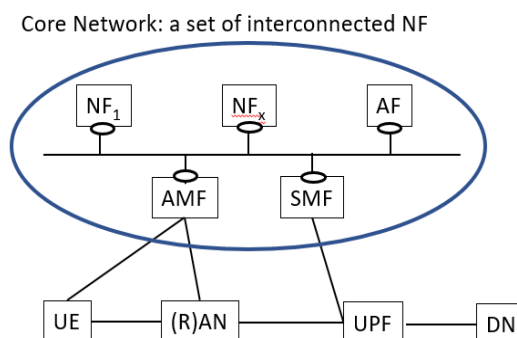 Core Network: a set of interconnected NF
NF₁
NFₓ
AF
AMF
SMF
UE
(R)AN
UPF
DN